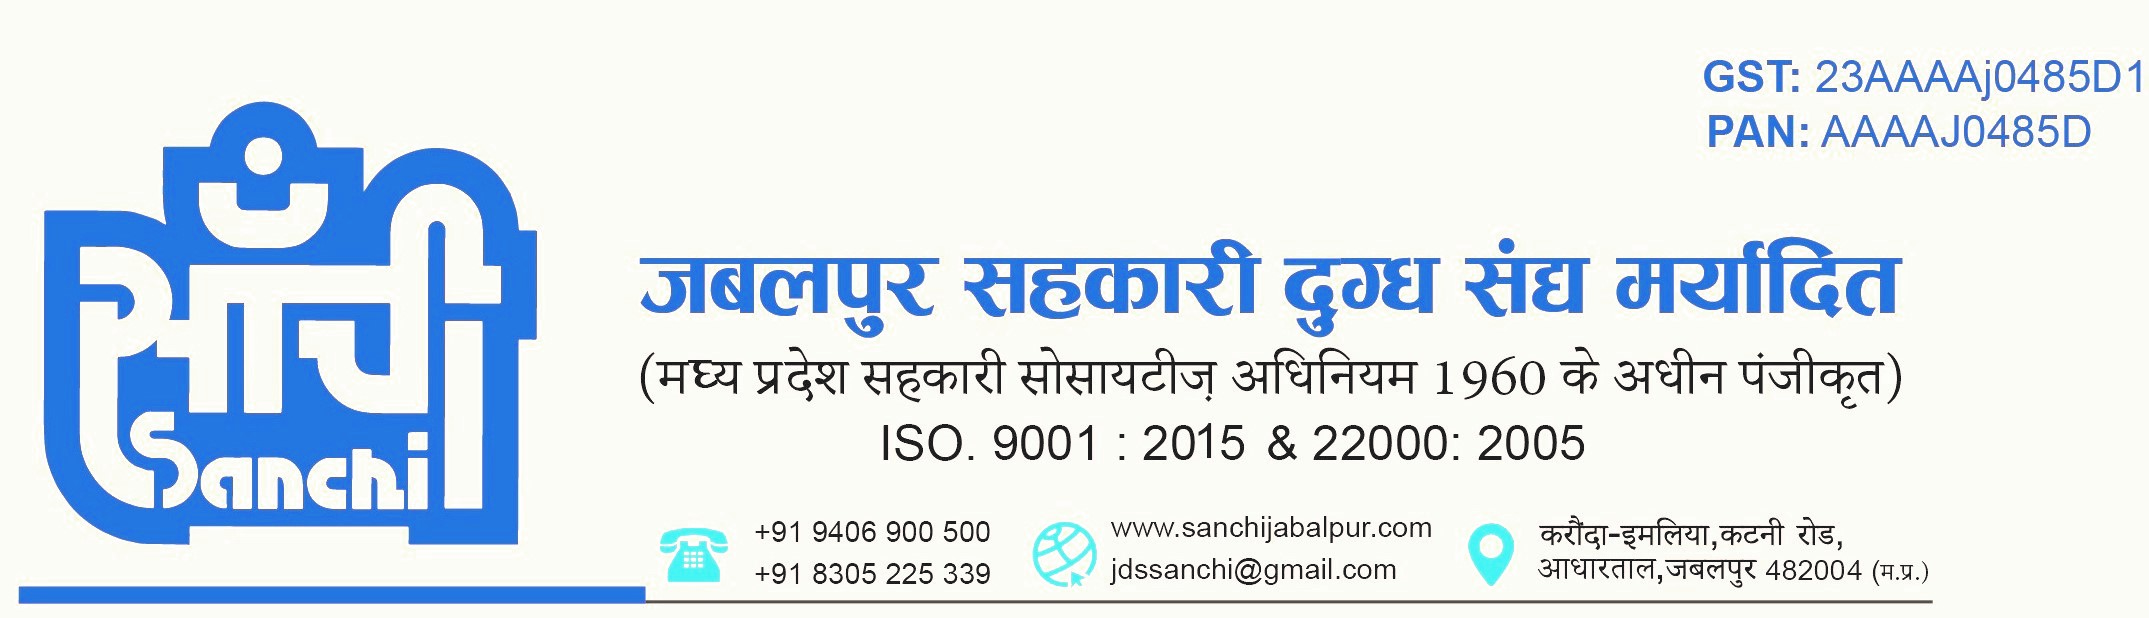 GST: 23AAAAj0485D1
PAN: AAAAJ0485D
साँची
Sanchi
जबलपुर सहकारी दुग्ध संद्य मर्यादित
(मघ्य प्रदेश सहकारी सोसायटीज़ अधिनियम 1960 के अधीन पंजीकृत)
ISO. 9001 : 2015 & 22000: 2005
+91 9406 900 500
+91 8305 225 339
www.sanchijabalpur.com
jdssanchi@gmail.com
करौंदा-इमलिया,कटनी रोड,
आधारताल,जबलपुर 482004 (म.प्र.)